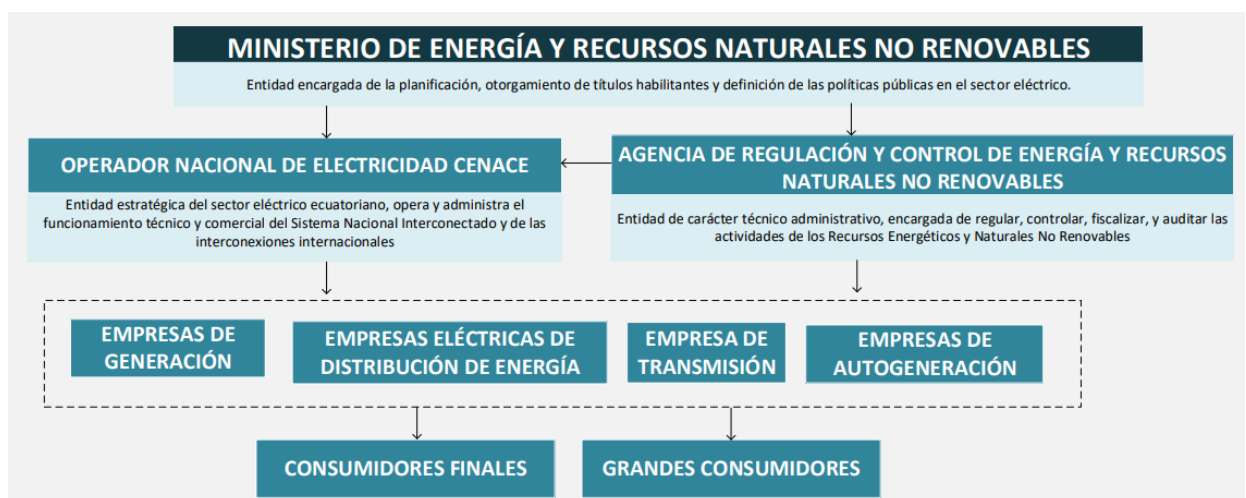 MINISTERIO DE ENERGÍA Y RECURSOS NATURALES NO RENOVABLES
Entidad encargada de la planificación, otorgamiento de títulos habilitantes y definición de las políticas públicas en el sector eléctrico.
OPERADOR NACIONAL DE ELECTRICIDAD CENACE
Entidad estratégica del sector eléctrico ecuatoriano, opera y administra el
funcionamiento técnico y comercial del Sistema Nacional Interconectado y de las
interconexiones internacionales
AGENCIA DE REGULACIÓN Y CONTROL DE ENERGÍA Y RECURSOS
NATURALES NO RENOVABLES
Entidad de carácter técnico administrativo, encargada de regular, controlar, fiscalizar, y auditar las
actividades de los Recursos Energéticos y Naturales No Renovables
EMPRESAS DE
GENERACIÓN
EMPRESAS ELÉCTRICAS DE
DISTRIBUCIÓN DE ENERGÍA
EMPRESA DE
TRANSMISIÓN
EMPRESAS DE
AUTOGENERACIÓN
CONSUMIDORES FINALES
GRANDES CONSUMIDORES